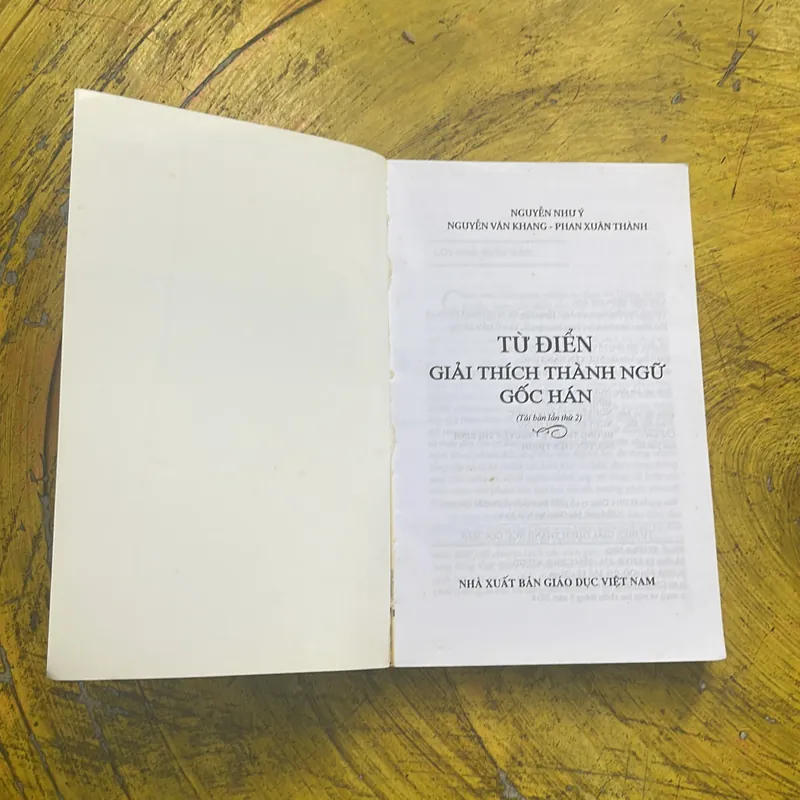 NGUYỄN NHƯ Ý
NGUYỄN VĂN KHANG - PHAN XUÂN THÀNH
TỪ ĐIỂN
GIẢI THÍCH THÀNH NGỮ
GỐC HÁN
(Tái bản lần thứ 2)
NHÀ XUẤT BẢN GIÁO DỤC VIỆT NAM